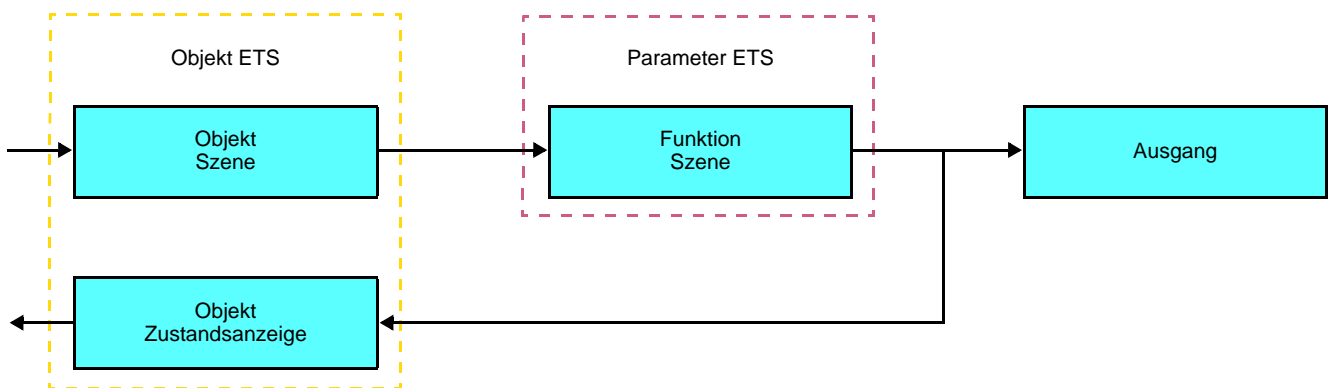 Objekt ETS
Parameter ETS
Objekt
Szene
Funktion
Szene
Ausgang
Objekt
Zustandsanzeige